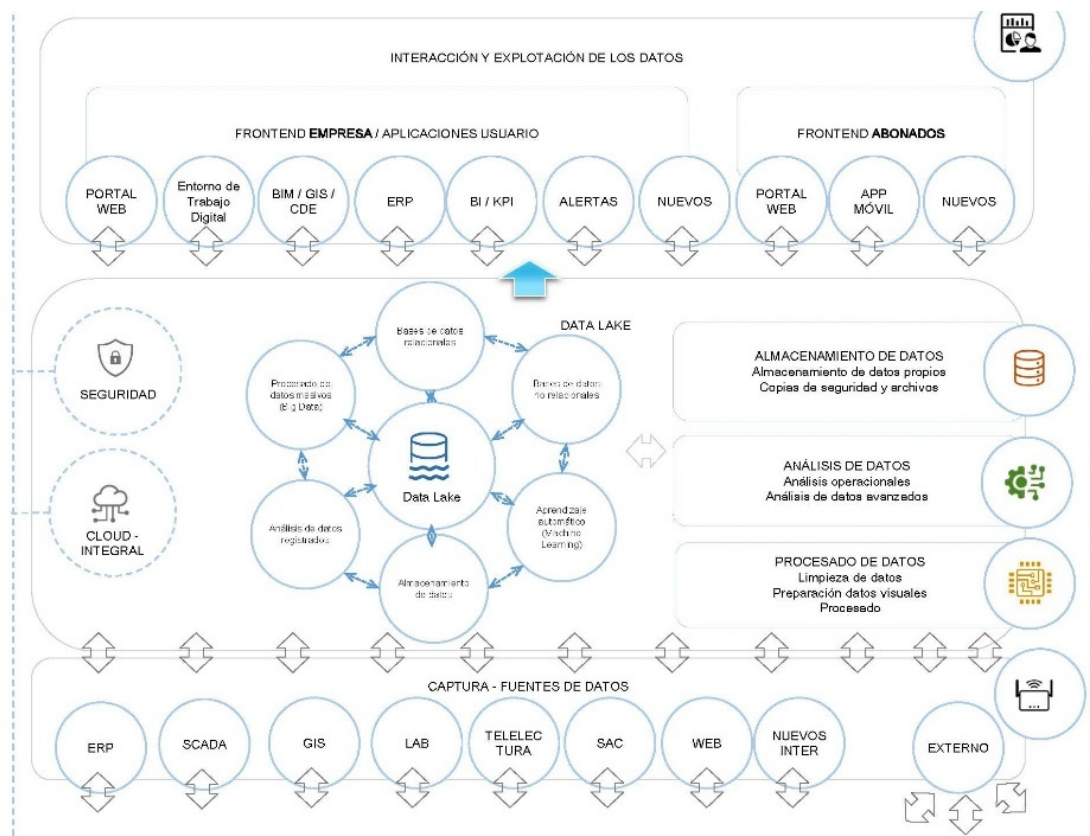 INTERACCIÓN Y EXPLOTACIÓN DE LOS DATOS
FRONTEND EMPRESA / APLICACIONES USUARIO
FRONTEND ABONADOS
PORTAL
WEB
Entorno de
Trabajo
Digital
BIM / GIS /
CDE
ERP
BI / KPI
ALERTAS
NUEVOS
PORTAL
WEB
APP
MÓVIL
NUEVOS
SEGURIDAD
CLOUD -
INTEGRAL
DATA LAKE
Bases de datos
relacionales
Procesado de
datos masivos
(Big Data)
Bases de datos
no relacionales
Data Lake
Análisis de datos
registrados
Aprendizaje
automático
(Machine
Learning)
Almacenamiento
de datos
ALMACENAMIENTO DE DATOS
Almacenamiento de datos propios
Copias de seguridad y archivos
ANÁLISIS DE DATOS
Análisis operacionales
Análisis de datos avanzados
PROCESADO DE DATOS
Limpieza de datos
Preparación datos visuales
Procesado
CAPTURA - FUENTES DE DATOS
ERP
SCADA
GIS
LAB
TELELEC
TURA
SAC
WEB
NUEVOS
INTER
EXTERNO